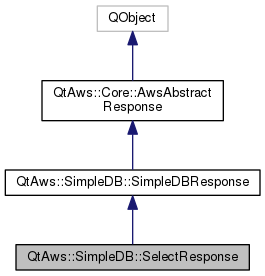 QObject
QtAws::Core::AwsAbstract
Response
QtAws::SimpleDB::SimpleDBResponse
QtAws::SimpleDB::SelectResponse